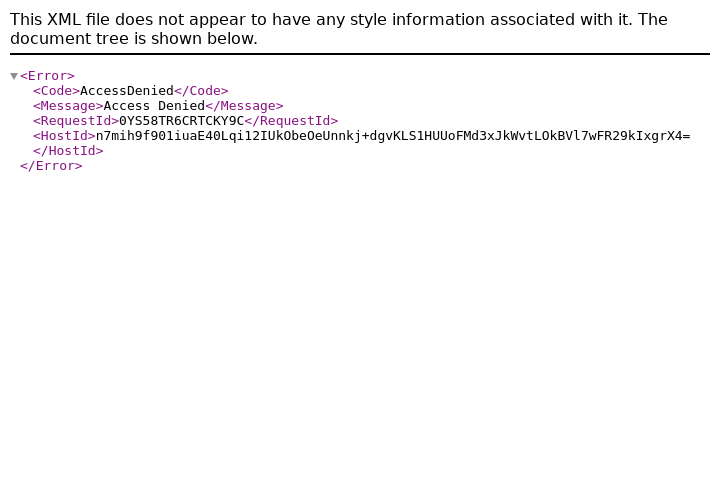 This XML file does not appear to have any style information associated with it. The
document tree is shown below.
<Error>
<Code>AccessDenied</Code>
<Message>Access Denied</Message>
<RequestId>0YS58TR6CRTCKY9C</RequestId>
<HostId>n7mih9f901iuaE40Lqi12IUkObeOeUnnkj+dgvKLS1HUUoFMd3xJkWvtLOkBVl7wFR29kIxgrX4=
</HostId>
</Error>